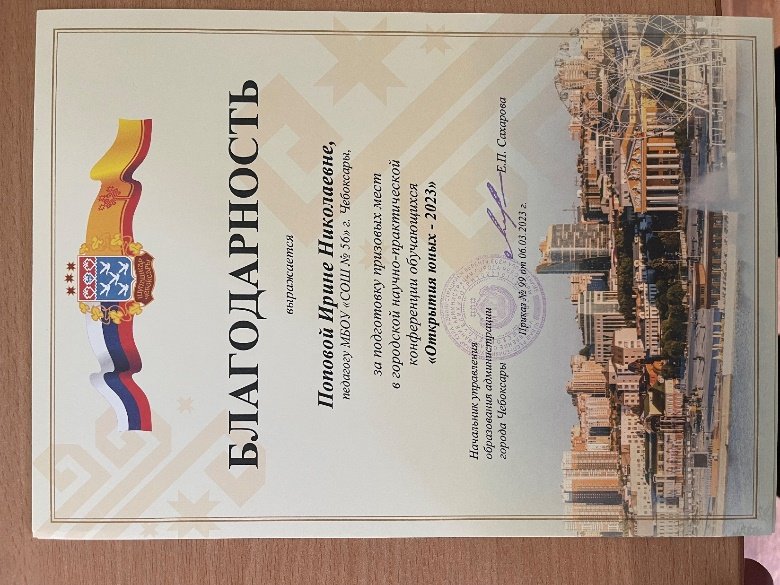 БЛАГОДАРНОСТЬ
выражается
Поповой Ирине Николаевне,
педагогу МБОУ «СОШ № 56» г. Чебоксары,
за подготовку призовых мест
в городской научно-практической
конференции обучающихся
«Открытия юных - 2023»
Начальник управления
образования администрации
города Чебоксары
Е.П. Сахарова
Приказ № 99 от 06.03 2023 г.